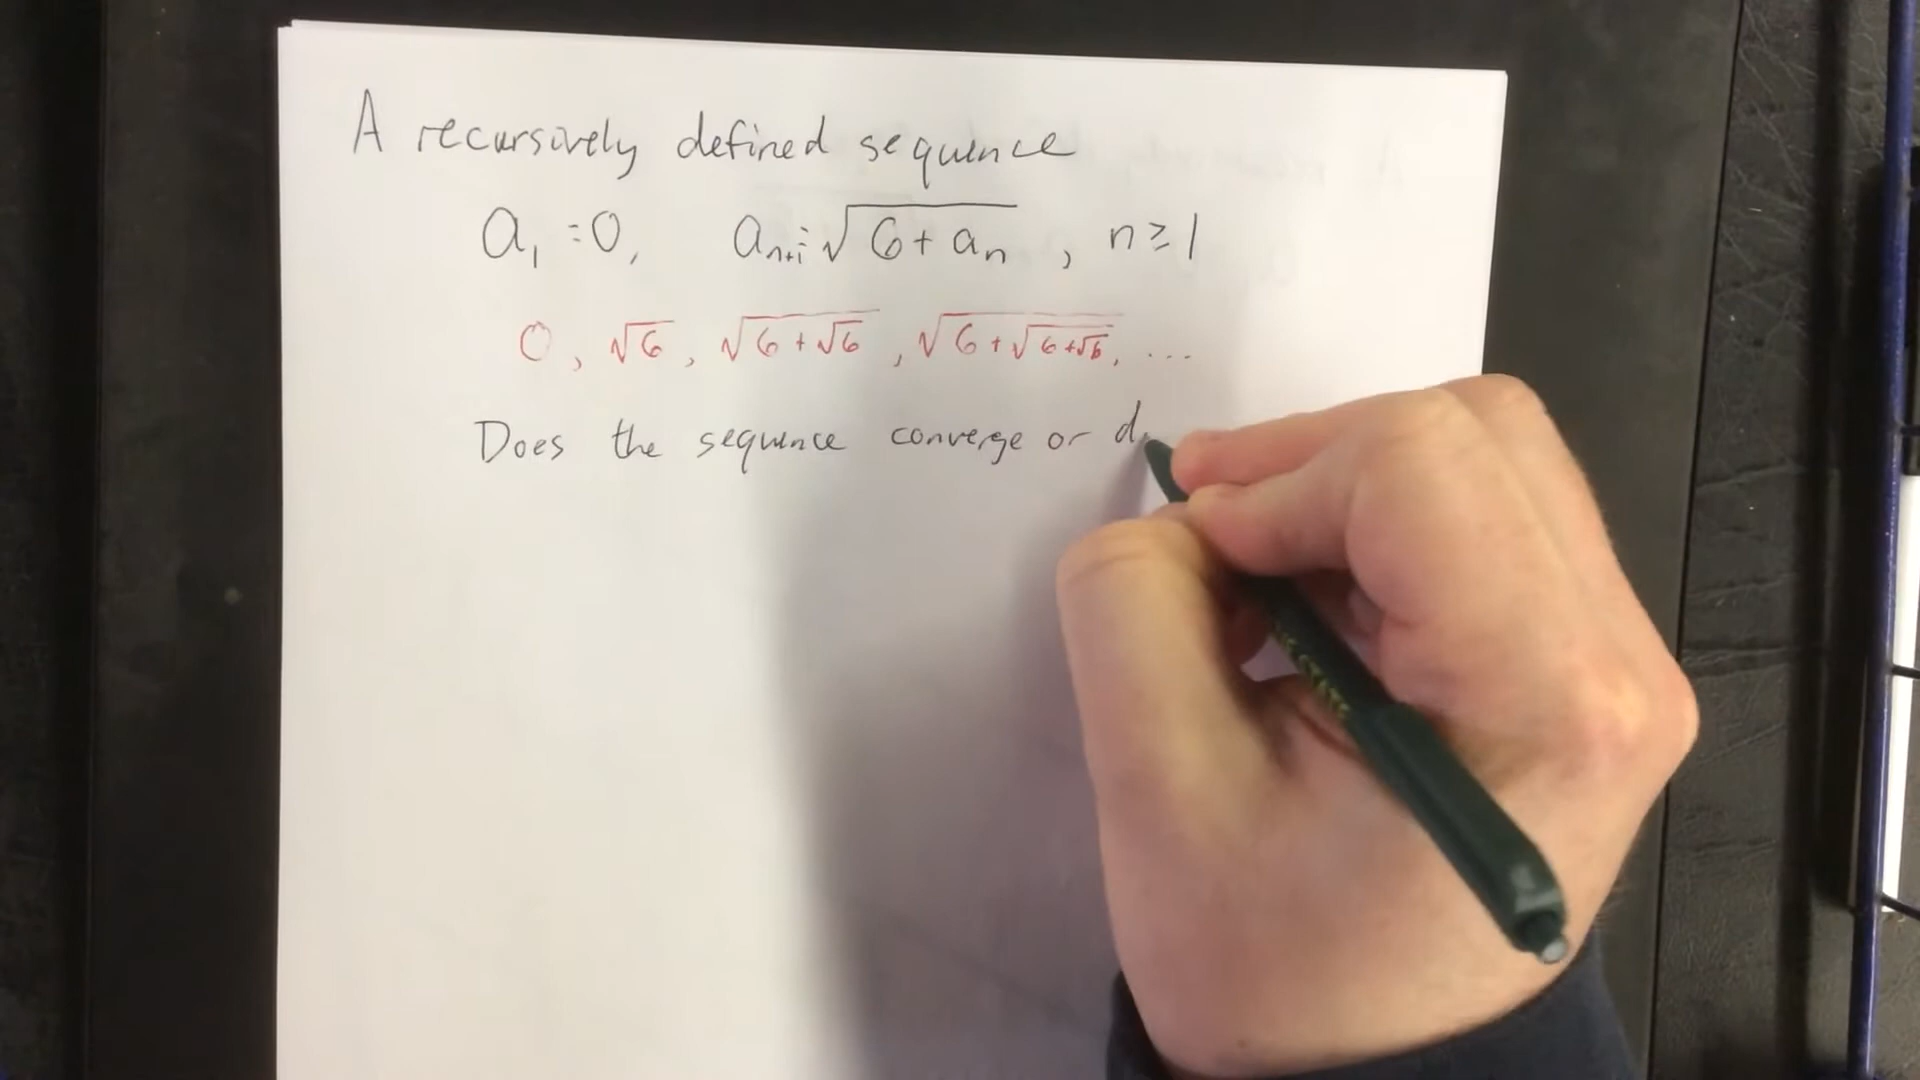 A recursively defined sequence
a₁ = 0, aₙ₊₁ = √(6 + aₙ), n ≥ 1
0, √6, √(6 + √6), √(6 + √(6 + √6)), ...
Does the sequence converge or d